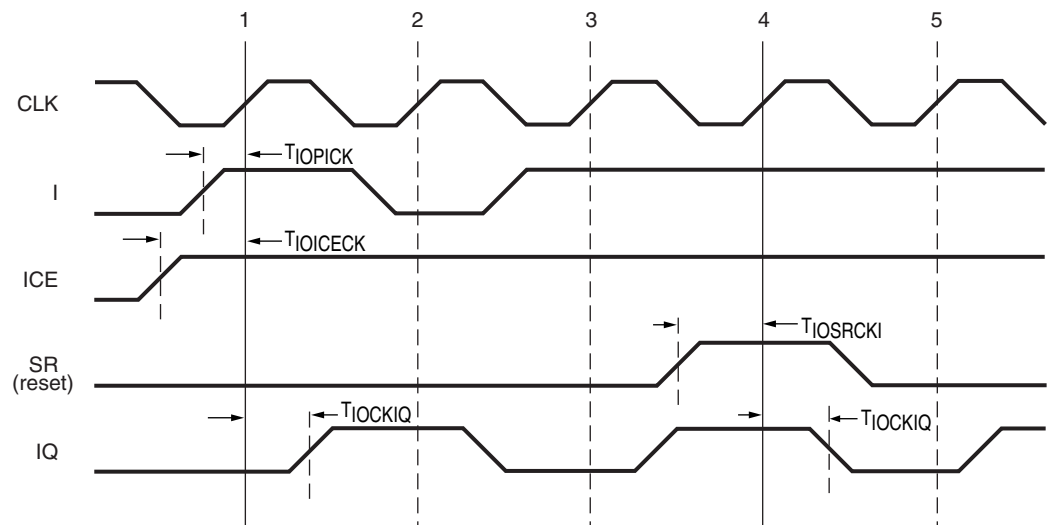 1 2 3 4 5
CLK
TIOPICK
I
TIOICECK
ICE
TIOSRCKI
SR
(reset)
TIOCKIQ TIOCKIQ
IQ